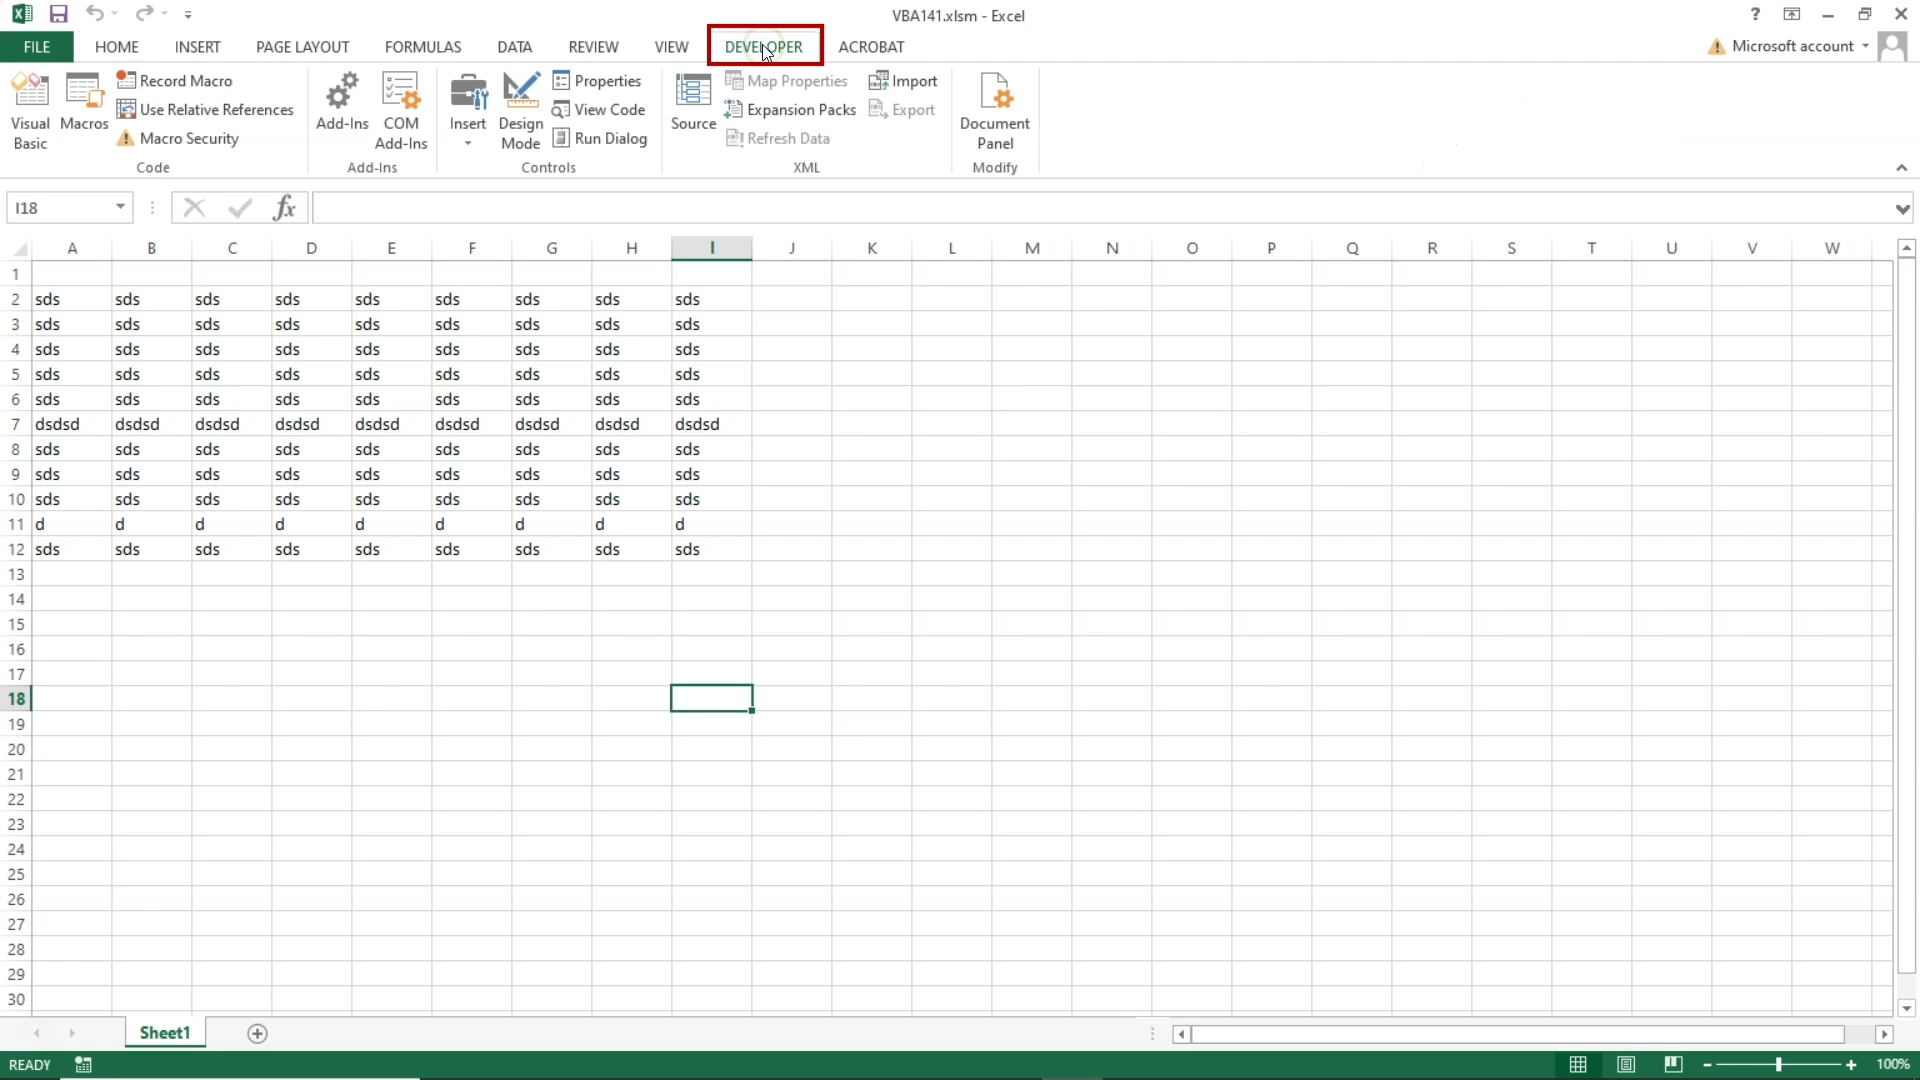 VBA141.xlsm - Excel
?
FILE HOME INSERT PAGE LAYOUT FORMULAS DATA REVIEW VIEW DEVELOPER ACROBAT Microsoft account
Visual Basic
Macros
Record Macro
Use Relative References
Macro Security
Code
Add-Ins
COM Add-Ins
Add-Ins
Insert
Design Mode
Properties
View Code
Run Dialog
Controls
Source
Map Properties
Expansion Packs
Refresh Data
Import
Export
XML
Document Panel
Modify
I18
fx
A B C D E F G H I J K L M N O P Q R S T U V W
1
2 sds sds sds sds sds sds sds sds sds
3 sds sds sds sds sds sds sds sds sds
4 sds sds sds sds sds sds sds sds sds
5 sds sds sds sds sds sds sds sds sds
6 sds sds sds sds sds sds sds sds sds
7 dsdsd dsdsd dsdsd dsdsd dsdsd dsdsd dsdsd dsdsd dsdsd
8 sds sds sds sds sds sds sds sds sds
9 sds sds sds sds sds sds sds sds sds
10 sds sds sds sds sds sds sds sds sds
11 d d d d d d d d d
12 sds sds sds sds sds sds sds sds sds
13
14
15
16
17
18
19
20
21
22
23
24
25
26
27
28
29
30
Sheet1
READY 100%